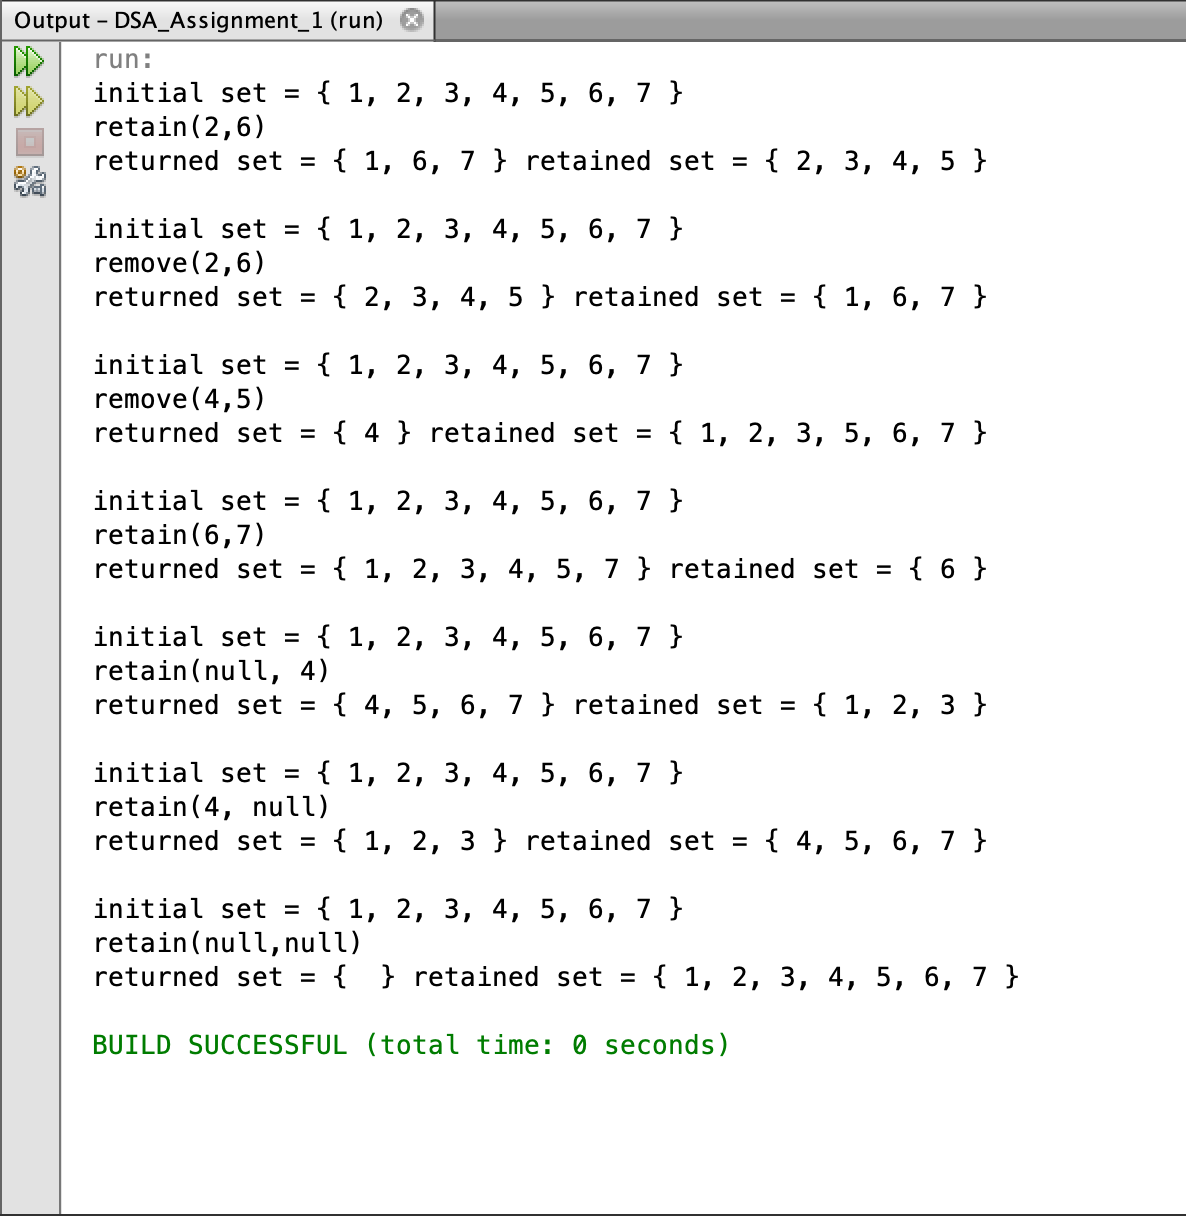 Output – DSA_Assignment_1 (run)
run:
initial set = { 1, 2, 3, 4, 5, 6, 7 }
retain(2,6)
returned set = { 1, 6, 7 } retained set = { 2, 3, 4, 5 }
initial set = { 1, 2, 3, 4, 5, 6, 7 }
remove(2,6)
returned set = { 2, 3, 4, 5 } retained set = { 1, 6, 7 }
initial set = { 1, 2, 3, 4, 5, 6, 7 }
remove(4,5)
returned set = { 4 } retained set = { 1, 2, 3, 5, 6, 7 }
initial set = { 1, 2, 3, 4, 5, 6, 7 }
retain(6,7)
returned set = { 1, 2, 3, 4, 5, 7 } retained set = { 6 }
initial set = { 1, 2, 3, 4, 5, 6, 7 }
retain(null, 4)
returned set = { 4, 5, 6, 7 } retained set = { 1, 2, 3 }
initial set = { 1, 2, 3, 4, 5, 6, 7 }
retain(4, null)
returned set = { 1, 2, 3 } retained set = { 4, 5, 6, 7 }
initial set = { 1, 2, 3, 4, 5, 6, 7 }
retain(null,null)
returned set = {  } retained set = { 1, 2, 3, 4, 5, 6, 7 }
BUILD SUCCESSFUL (total time: 0 seconds)